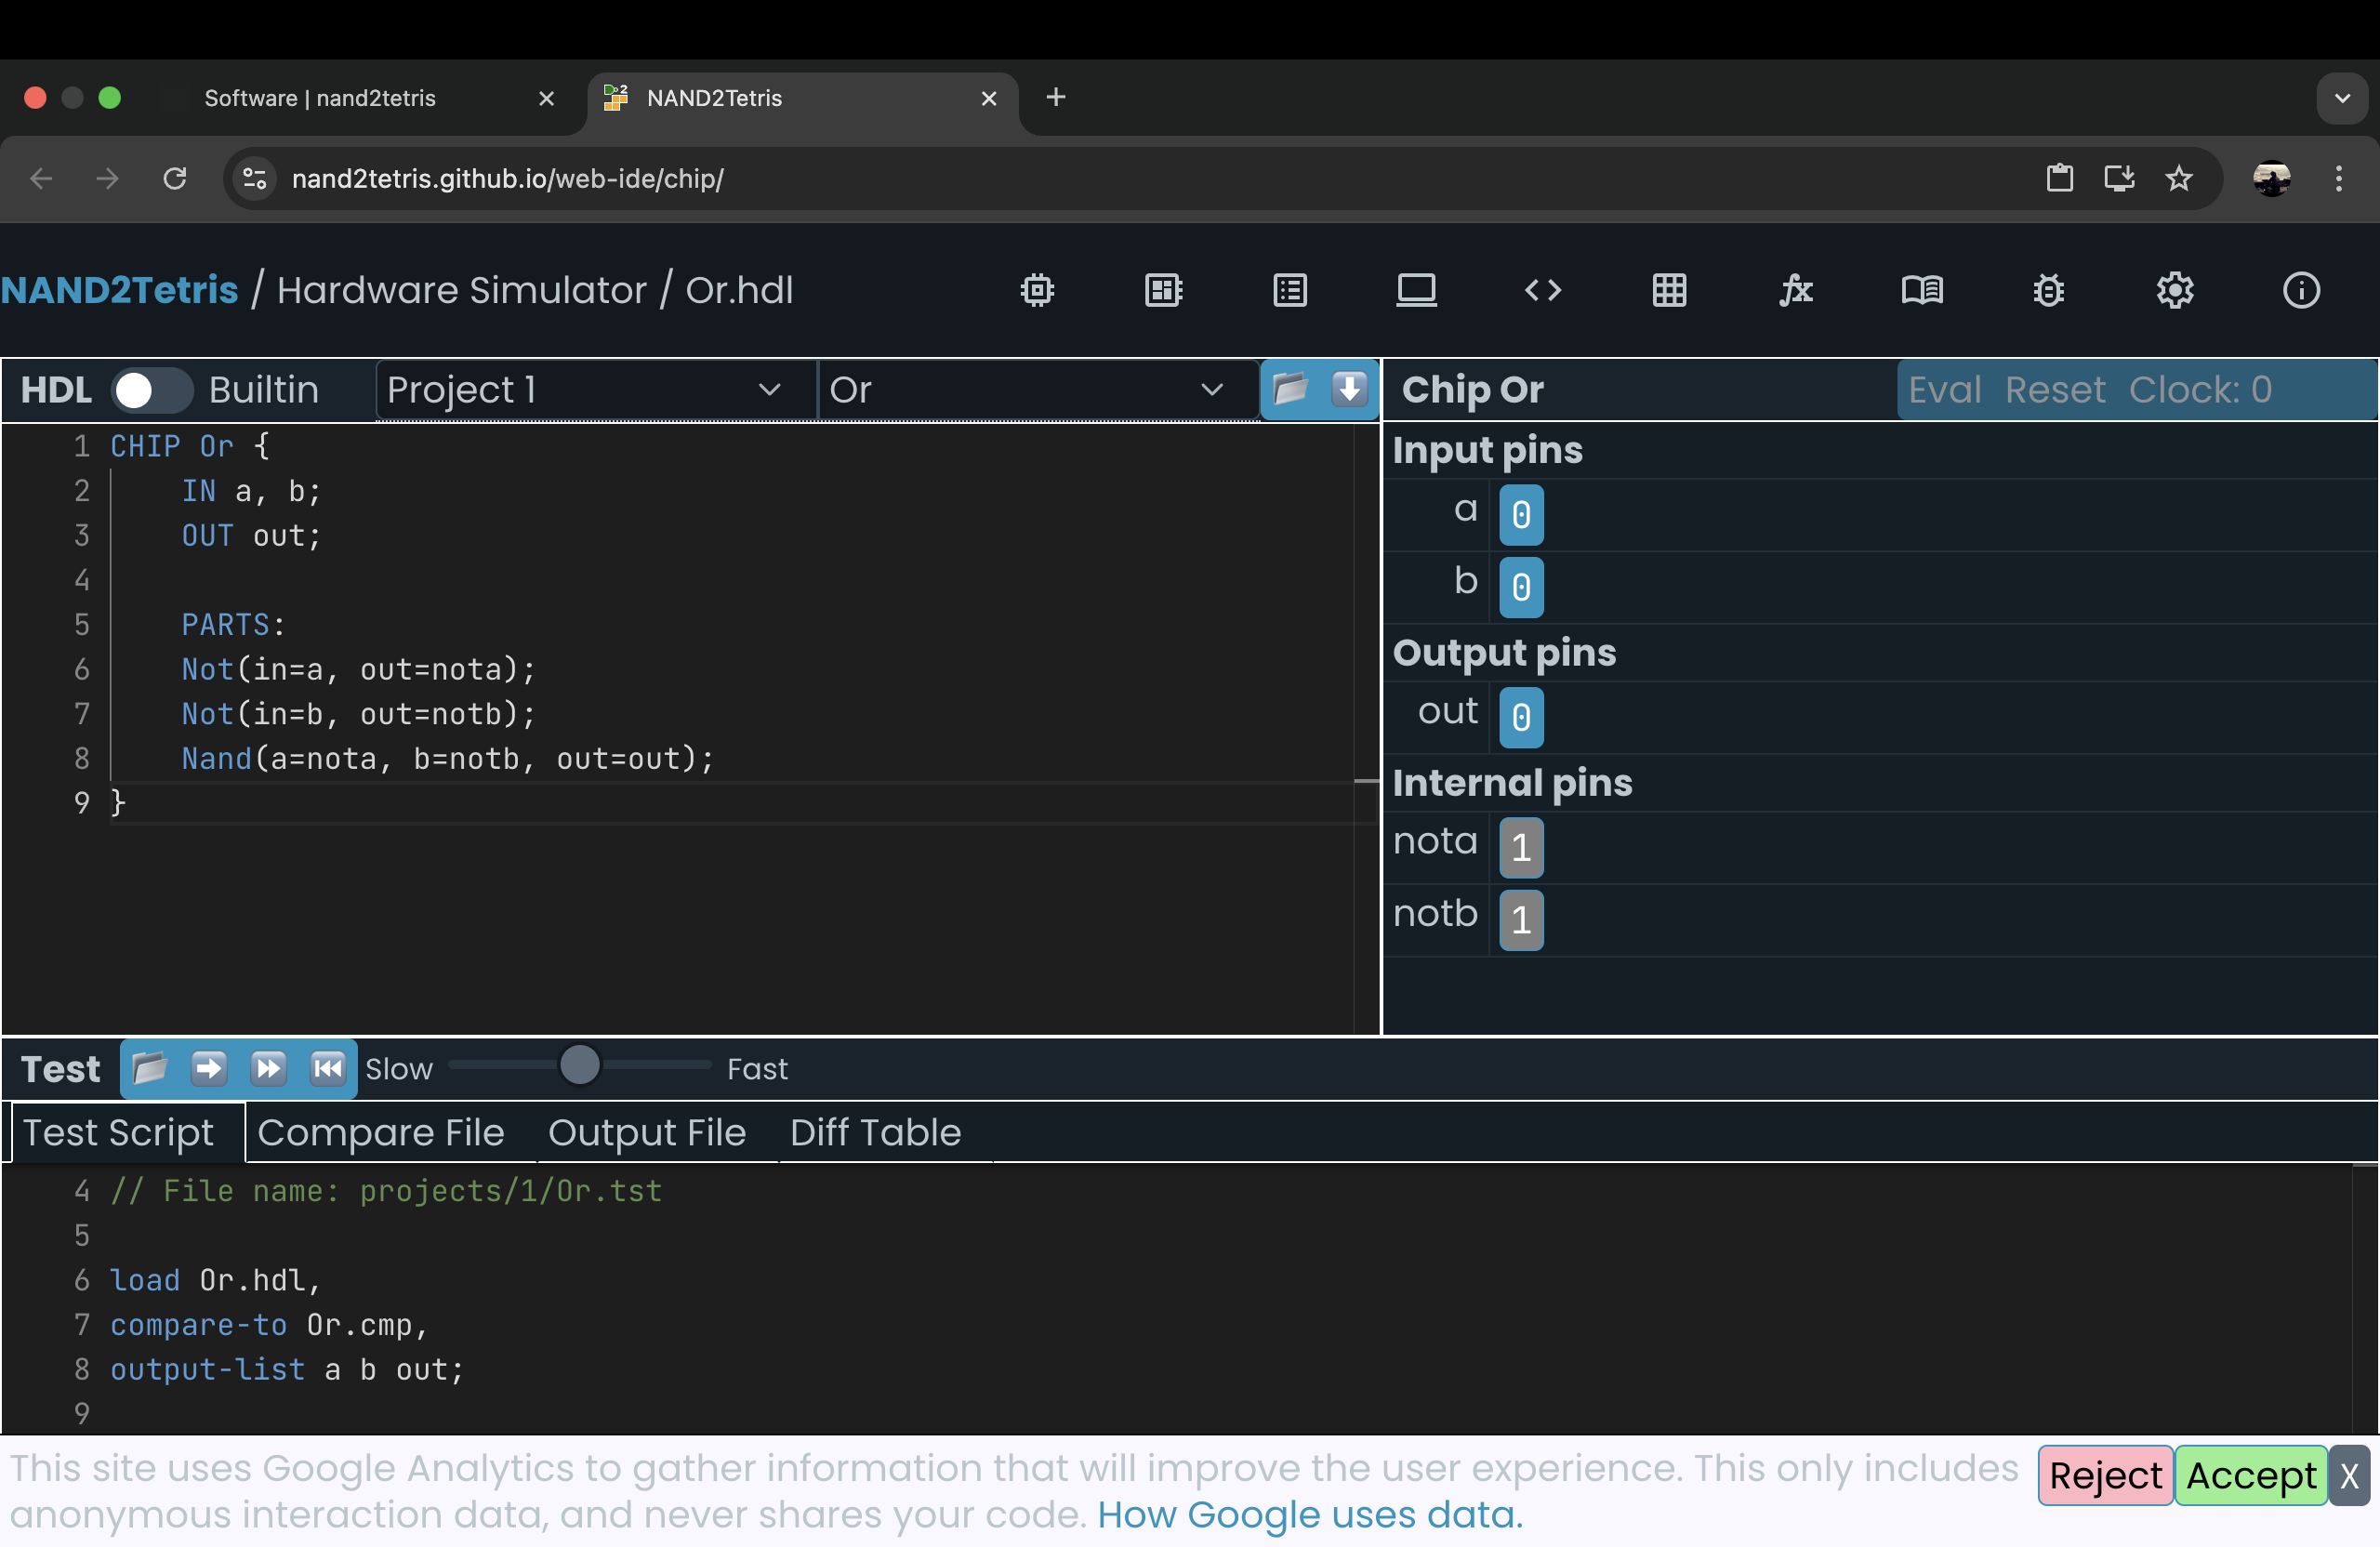 Software | nand2tetris
NAND2Tetris
nand2tetris.github.io/web-ide/chip/
NAND2Tetris / Hardware Simulator / Or.hdl
HDL Builtin Project 1 Or
1 CHIP Or {
2 IN a, b;
3 OUT out;
4
5 PARTS:
6 Not(in=a, out=nota);
7 Not(in=b, out=notb);
8 Nand(a=nota, b=notb, out=out);
9 }
Chip Or Eval Reset Clock: 0
Input pins
a 0
b 0
Output pins
out 0
Internal pins
nota 1
notb 1
Test Slow Fast
Test Script Compare File Output File Diff Table
4 // File name: projects/1/Or.tst
5
6 load Or.hdl,
7 compare-to Or.cmp,
8 output-list a b out;
9
This site uses Google Analytics to gather information that will improve the user experience. This only includes
anonymous interaction data, and never shares your code. How Google uses data.
Reject Accept X